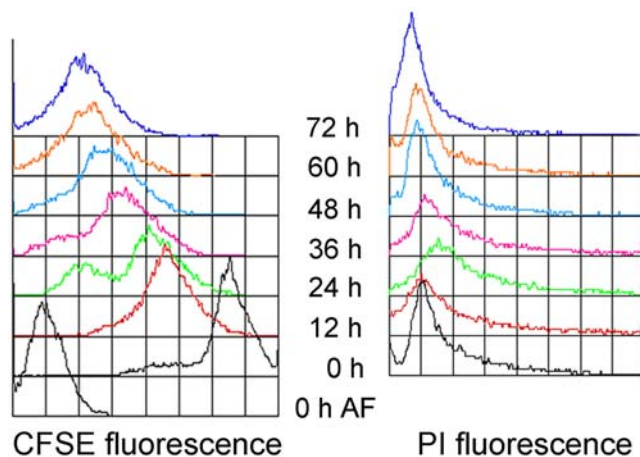 72 h
60 h
48 h
36 h
24 h
12 h
0 h
0 h AF
CFSE fluorescence
PI fluorescence